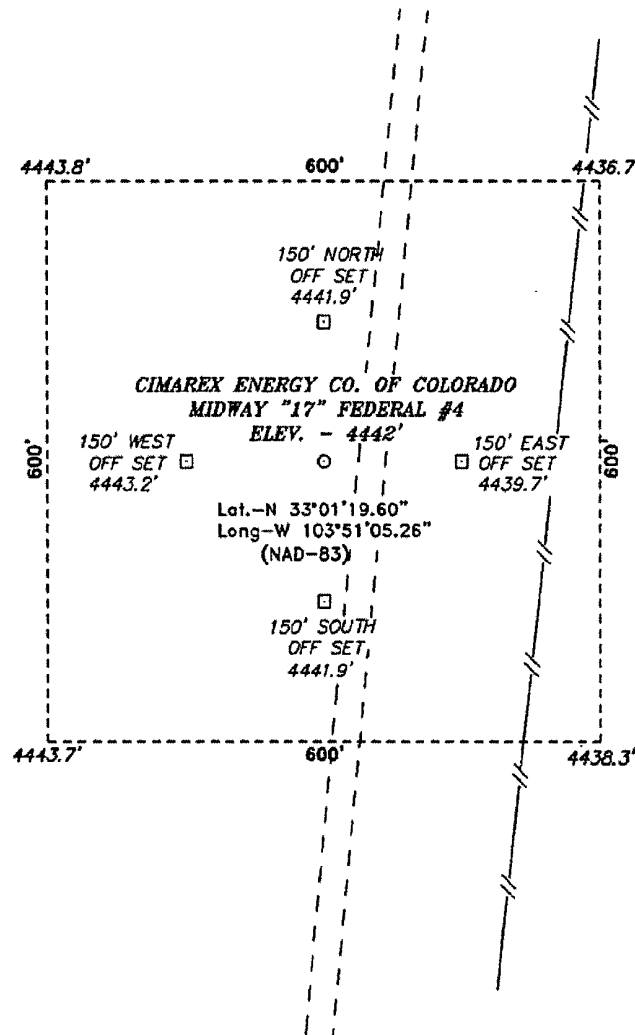 4443.8'
600'
4436.7
150' NORTH
OFF SET
4441.9'
CIMAREX ENERGY CO. OF COLORADO
MIDWAY "17" FEDERAL #4
ELEV. - 4442'
600'
150' WEST
OFF SET
4443.2'
150' EAST
OFF SET
4439.7'
600'
Lat.-N 33°01'19.60"
Long-W 103°51'05.26"
(NAD-83)
150' SOUTH
OFF SET
4441.9'
4443.7'
600'
4438.3'